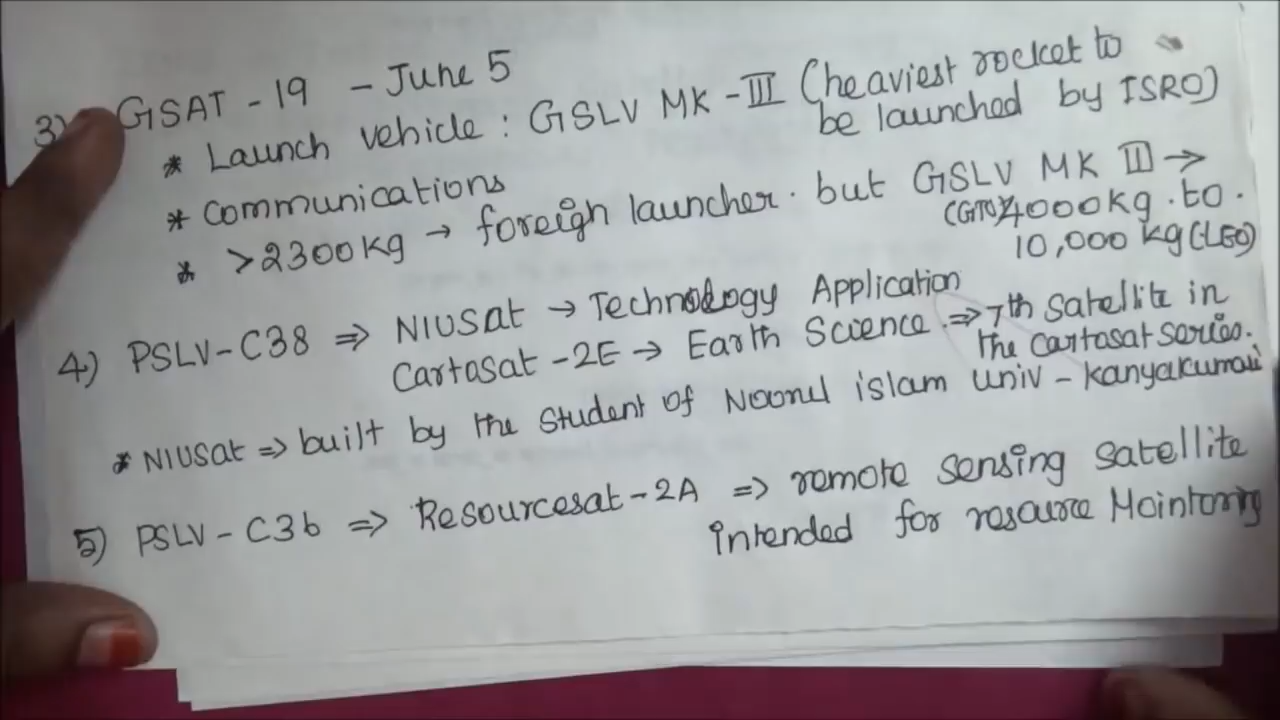 3) GSAT - 19 - June 5
* Launch vehicle : GSLV MK - III (heaviest rocket to
be launched by ISRO)
* Communications
* >2300 kg → foreign launcher. but GSLV MK III →
(GTO) 4000 kg. to.
10,000 kg (LEO)
4) PSLV - C38 ⇒ NIUSat → Technology Application
Cartosat - 2E → Earth Science. ⇒ 7th Satellite in
the cartosat series.
* NIUSat ⇒ built by the Student of Noorul islam Univ - kanyakumari
5) PSLV - C36 ⇒ Resourcesat - 2A ⇒ remote sensing satellite
intended for resource Mointoring